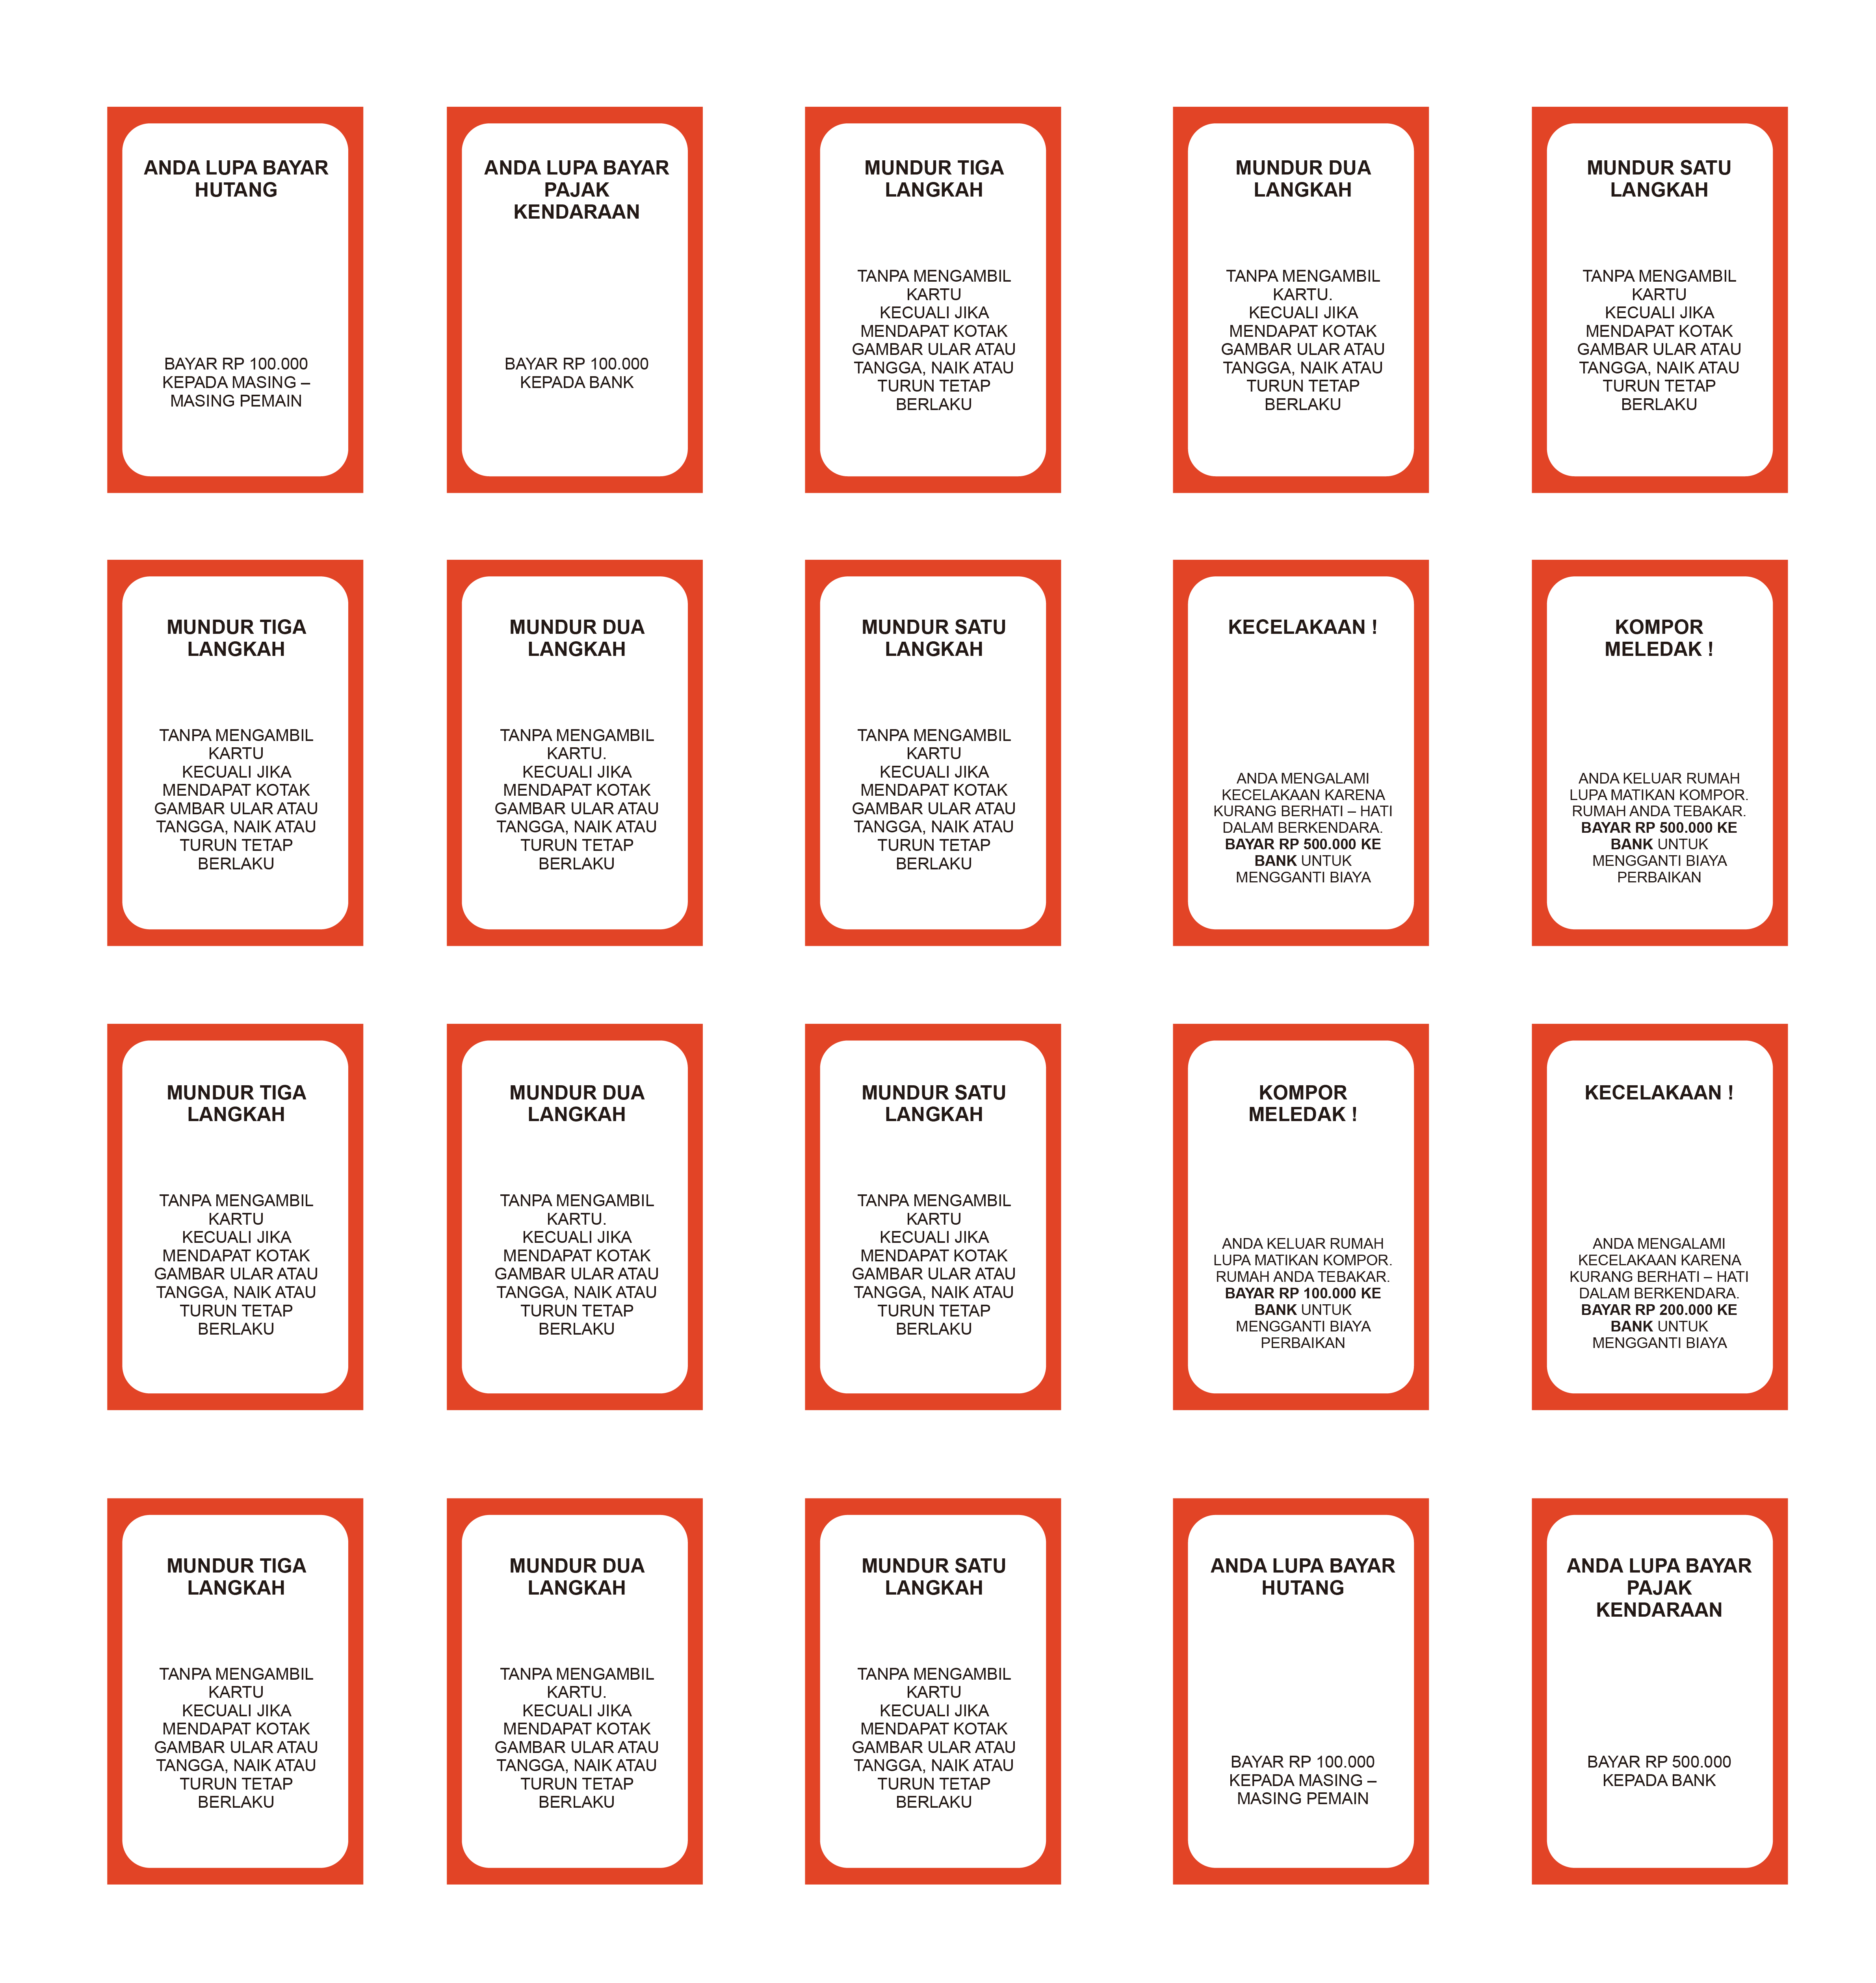 ANDA LUPA BAYAR
HUTANG
BAYAR RP 100.000
KEPADA MASING –
MASING PEMAIN
ANDA LUPA BAYAR
PAJAK
KENDARAAN
BAYAR RP 100.000
KEPADA BANK
MUNDUR TIGA
LANGKAH
TANPA MENGAMBIL
KARTU
KECUALI JIKA
MENDAPAT KOTAK
GAMBAR ULAR ATAU
TANGGA, NAIK ATAU
TURUN TETAP
BERLAKU
MUNDUR DUA
LANGKAH
TANPA MENGAMBIL
KARTU.
KECUALI JIKA
MENDAPAT KOTAK
GAMBAR ULAR ATAU
TANGGA, NAIK ATAU
TURUN TETAP
BERLAKU
MUNDUR SATU
LANGKAH
TANPA MENGAMBIL
KARTU
KECUALI JIKA
MENDAPAT KOTAK
GAMBAR ULAR ATAU
TANGGA, NAIK ATAU
TURUN TETAP
BERLAKU
MUNDUR TIGA
LANGKAH
TANPA MENGAMBIL
KARTU
KECUALI JIKA
MENDAPAT KOTAK
GAMBAR ULAR ATAU
TANGGA, NAIK ATAU
TURUN TETAP
BERLAKU
MUNDUR DUA
LANGKAH
TANPA MENGAMBIL
KARTU.
KECUALI JIKA
MENDAPAT KOTAK
GAMBAR ULAR ATAU
TANGGA, NAIK ATAU
TURUN TETAP
BERLAKU
MUNDUR SATU
LANGKAH
TANPA MENGAMBIL
KARTU
KECUALI JIKA
MENDAPAT KOTAK
GAMBAR ULAR ATAU
TANGGA, NAIK ATAU
TURUN TETAP
BERLAKU
KECELAKAAN !
ANDA MENGALAMI
KECELAKAAN KARENA
KURANG BERHATI – HATI
DALAM BERKENDARA.
BAYAR RP 500.000 KE
BANK UNTUK
MENGGANTI BIAYA
KOMPOR
MELEDAK !
ANDA KELUAR RUMAH
LUPA MATIKAN KOMPOR.
RUMAH ANDA TEBAKAR.
BAYAR RP 500.000 KE
BANK UNTUK
MENGGANTI BIAYA
PERBAIKAN
MUNDUR TIGA
LANGKAH
TANPA MENGAMBIL
KARTU
KECUALI JIKA
MENDAPAT KOTAK
GAMBAR ULAR ATAU
TANGGA, NAIK ATAU
TURUN TETAP
BERLAKU
MUNDUR DUA
LANGKAH
TANPA MENGAMBIL
KARTU.
KECUALI JIKA
MENDAPAT KOTAK
GAMBAR ULAR ATAU
TANGGA, NAIK ATAU
TURUN TETAP
BERLAKU
MUNDUR SATU
LANGKAH
TANPA MENGAMBIL
KARTU
KECUALI JIKA
MENDAPAT KOTAK
GAMBAR ULAR ATAU
TANGGA, NAIK ATAU
TURUN TETAP
BERLAKU
KOMPOR
MELEDAK !
ANDA KELUAR RUMAH
LUPA MATIKAN KOMPOR.
RUMAH ANDA TEBAKAR.
BAYAR RP 100.000 KE
BANK UNTUK
MENGGANTI BIAYA
PERBAIKAN
KECELAKAAN !
ANDA MENGALAMI
KECELAKAAN KARENA
KURANG BERHATI – HATI
DALAM BERKENDARA.
BAYAR RP 200.000 KE
BANK UNTUK
MENGGANTI BIAYA
MUNDUR TIGA
LANGKAH
TANPA MENGAMBIL
KARTU
KECUALI JIKA
MENDAPAT KOTAK
GAMBAR ULAR ATAU
TANGGA, NAIK ATAU
TURUN TETAP
BERLAKU
MUNDUR DUA
LANGKAH
TANPA MENGAMBIL
KARTU.
KECUALI JIKA
MENDAPAT KOTAK
GAMBAR ULAR ATAU
TANGGA, NAIK ATAU
TURUN TETAP
BERLAKU
MUNDUR SATU
LANGKAH
TANPA MENGAMBIL
KARTU
KECUALI JIKA
MENDAPAT KOTAK
GAMBAR ULAR ATAU
TANGGA, NAIK ATAU
TURUN TETAP
BERLAKU
ANDA LUPA BAYAR
HUTANG
BAYAR RP 100.000
KEPADA MASING –
MASING PEMAIN
ANDA LUPA BAYAR
PAJAK
KENDARAAN
BAYAR RP 500.000
KEPADA BANK